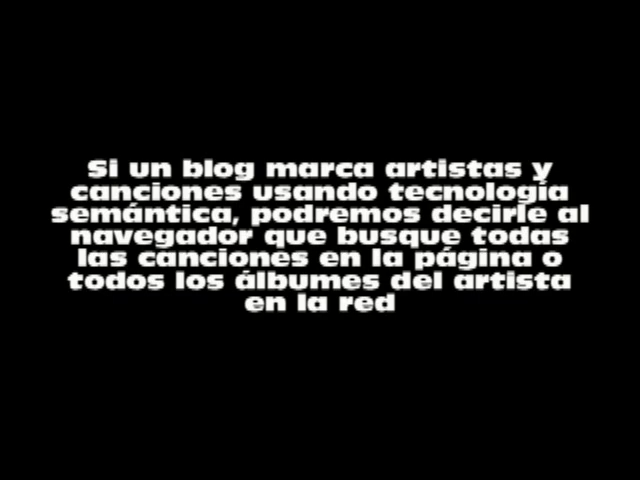 Si un blog marca artistas y
canciones usando tecnología
semántica, podremos decirle al
navegador que busque todas
las canciones en la página o
todos los álbumes del artista
en la red